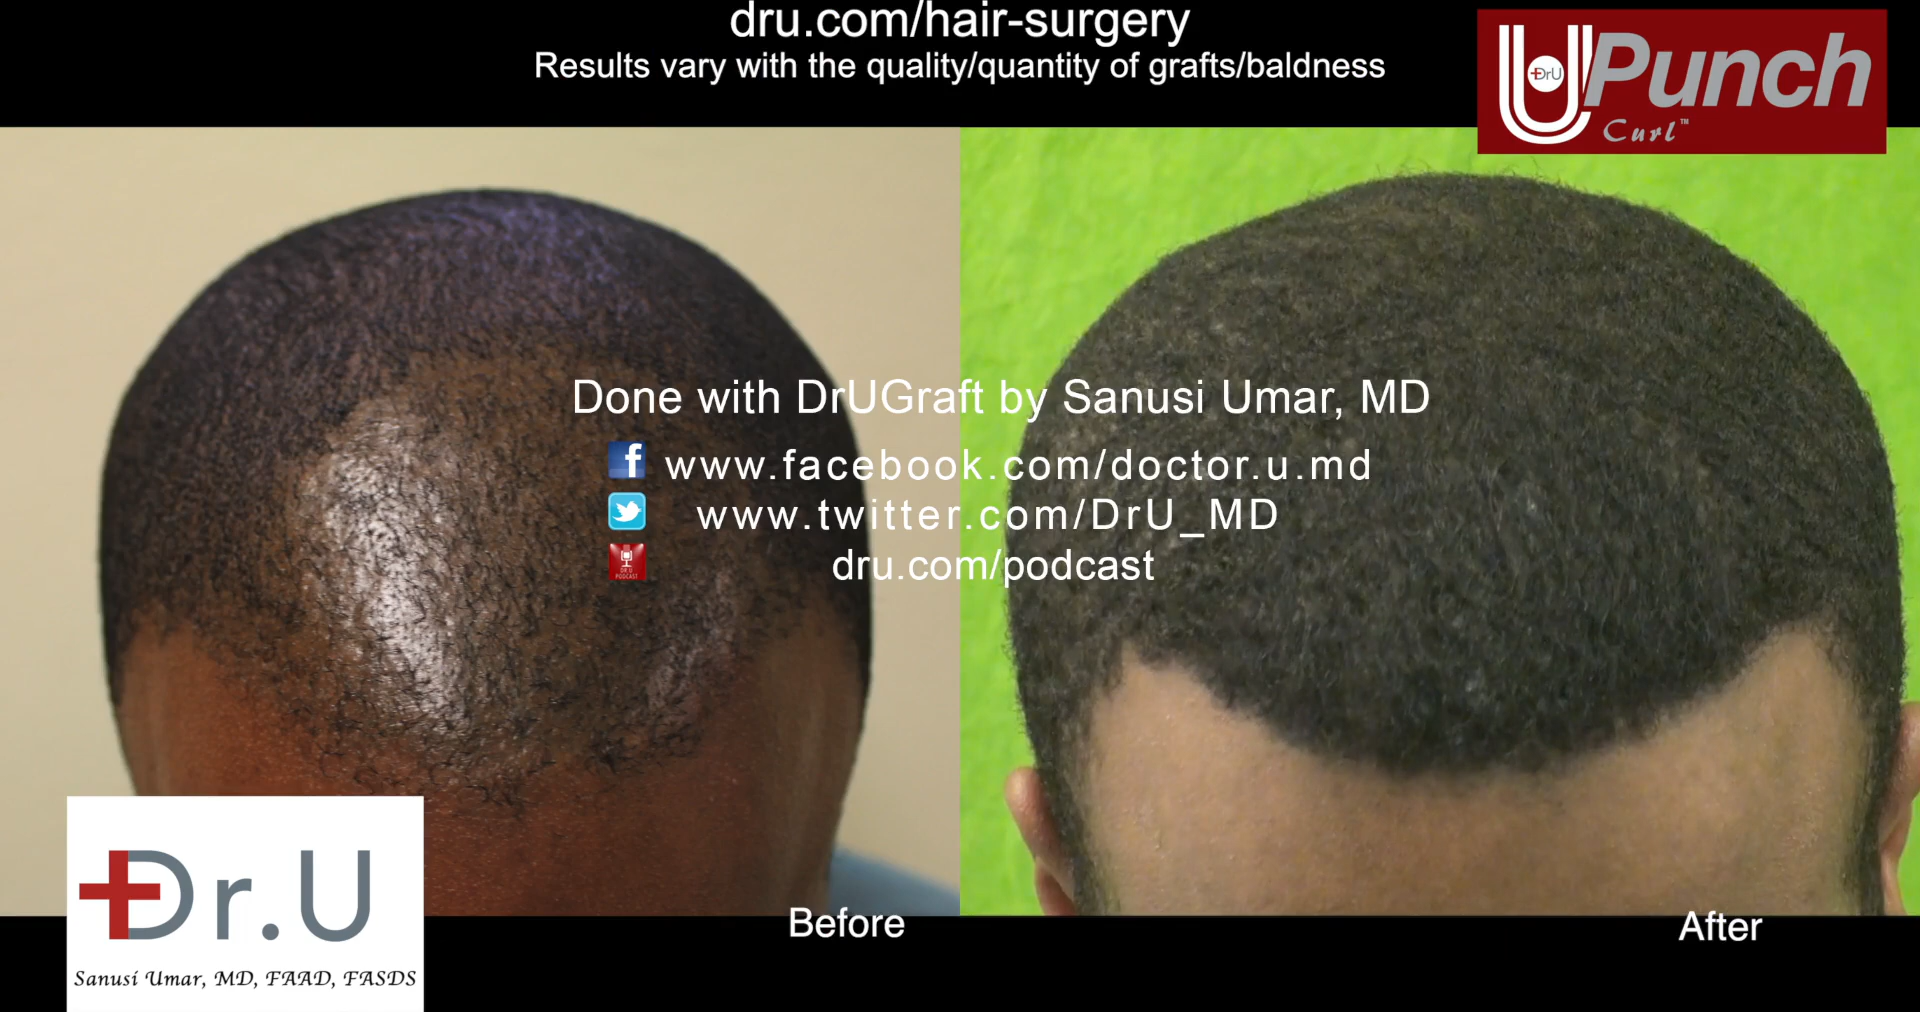 dru.com/hair-surgery
Results vary with the quality/quantity of grafts/baldness
DrU
UPunch
Curl™
Done with DrUGraft by Sanusi Umar, MD
f www.facebook.com/doctor.u.md
www.twitter.com/DrU_MD
DR U
PODCAST
dru.com/podcast
Before
After
Dr.U
Sanusi Umar, MD, FAAD, FASDS